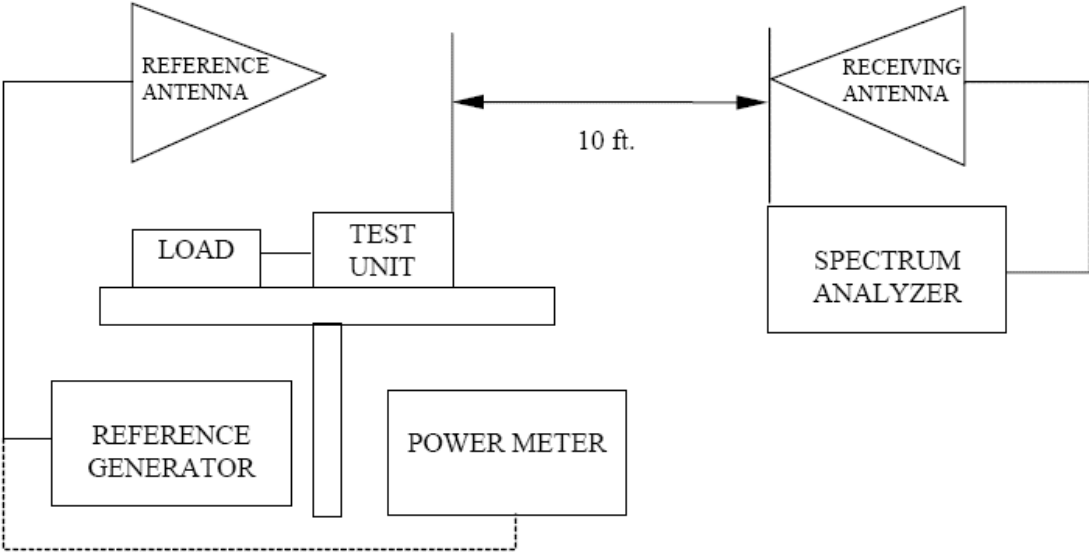 REFERENCE
ANTENNA
RECEIVING
ANTENNA
10 ft.
LOAD
TEST
UNIT
SPECTRUM
ANALYZER
REFERENCE
GENERATOR
POWER METER